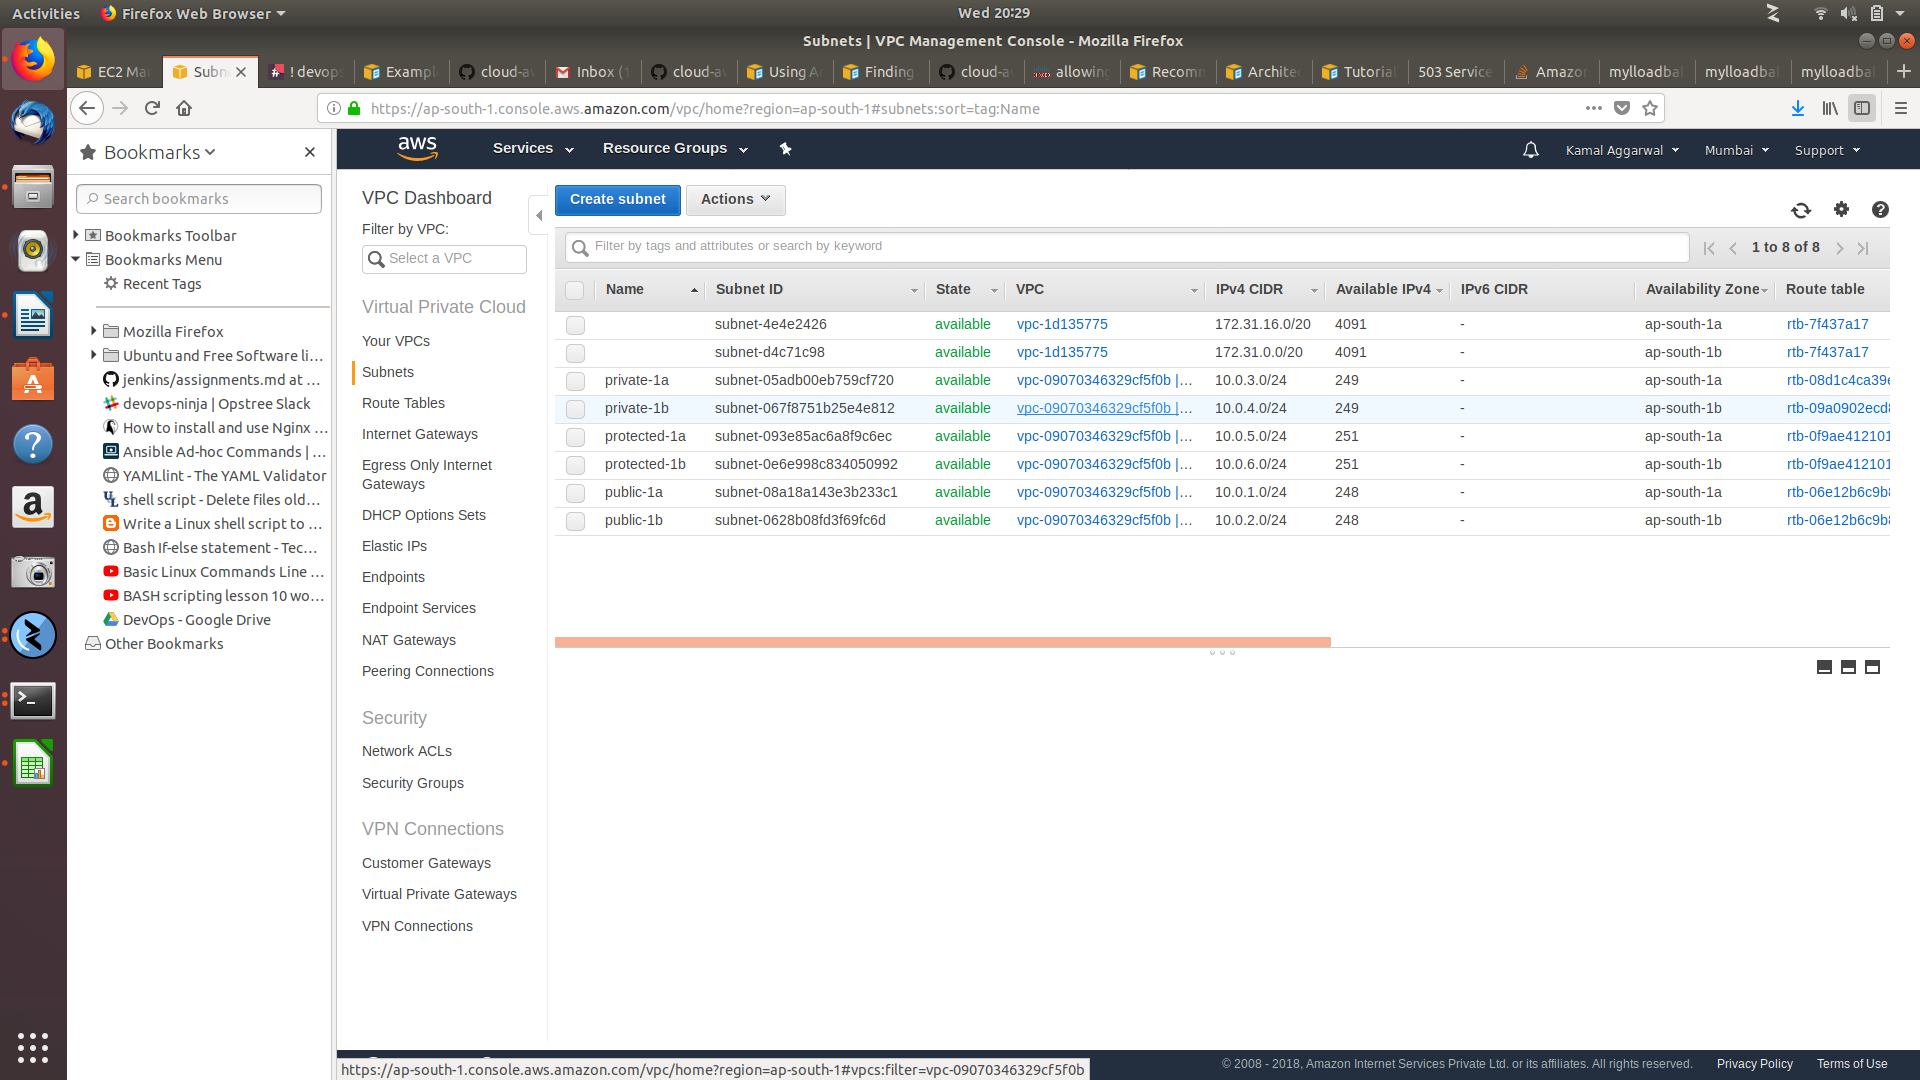 Activities Firefox Web Browser Wed 20:29
Subnets | VPC Management Console - Mozilla Firefox
EC2 Ma Subn ! devops Exampl cloud-a Inbox (1 cloud-a Using A Finding cloud-a allowing Recomm Archite Tutorial 503 Service Amazon mylloadbal mylloadbal mylloadbal
https://ap-south-1.console.aws.amazon.com/vpc/home?region=ap-south-1#subnets:sort=tag:Name
Bookmarks
Search bookmarks
Bookmarks Toolbar
Bookmarks Menu
Recent Tags
Mozilla Firefox
Ubuntu and Free Software li...
jenkins/assignments.md at ...
devops-ninja | Opstree Slack
How to install and use Nginx ...
Ansible Ad-hoc Commands | ...
YAMLlint - The YAML Validator
shell script - Delete files old...
Write a Linux shell script to ...
Bash If-else statement - Tec...
Basic Linux Commands Line ...
BASH scripting lesson 10 wo...
DevOps - Google Drive
Other Bookmarks
aws Services Resource Groups Kamal Aggarwal Mumbai Support
VPC Dashboard
Filter by VPC:
Select a VPC
Virtual Private Cloud
Your VPCs
Subnets
Route Tables
Internet Gateways
Egress Only Internet
Gateways
DHCP Options Sets
Elastic IPs
Endpoints
Endpoint Services
NAT Gateways
Peering Connections
Security
Network ACLs
Security Groups
VPN Connections
Customer Gateways
Virtual Private Gateways
VPN Connections
Create subnet Actions
Filter by tags and attributes or search by keyword 1 to 8 of 8
Name Subnet ID State VPC IPv4 CIDR Available IPv4 IPv6 CIDR Availability Zone Route table
subnet-4e4e2426 available vpc-1d135775 172.31.16.0/20 4091 - ap-south-1a rtb-7f437a17
subnet-d4c71c98 available vpc-1d135775 172.31.0.0/20 4091 - ap-south-1b rtb-7f437a17
private-1a subnet-05adb00eb759cf720 available vpc-09070346329cf5f0b |... 10.0.3.0/24 249 - ap-south-1a rtb-08d1c4ca39e
private-1b subnet-067f8751b25e4e812 available vpc-09070346329cf5f0b |... 10.0.4.0/24 249 - ap-south-1b rtb-09a0902ecd8
protected-1a subnet-093e85ac6a8f9c6ec available vpc-09070346329cf5f0b |... 10.0.5.0/24 251 - ap-south-1a rtb-0f9ae412101
protected-1b subnet-0e6e998c834050992 available vpc-09070346329cf5f0b |... 10.0.6.0/24 251 - ap-south-1b rtb-0f9ae412101
public-1a subnet-08a18a143e3b233c1 available vpc-09070346329cf5f0b |... 10.0.1.0/24 248 - ap-south-1a rtb-06e12b6c9b8
public-1b subnet-0628b08fd3f69fc6d available vpc-09070346329cf5f0b |... 10.0.2.0/24 248 - ap-south-1b rtb-06e12b6c9b8
© 2008 - 2018, Amazon Internet Services Private Ltd. or its affiliates. All rights reserved. Privacy Policy Terms of Use
https://ap-south-1.console.aws.amazon.com/vpc/home?region=ap-south-1#vpcs:filter=vpc-09070346329cf5f0b